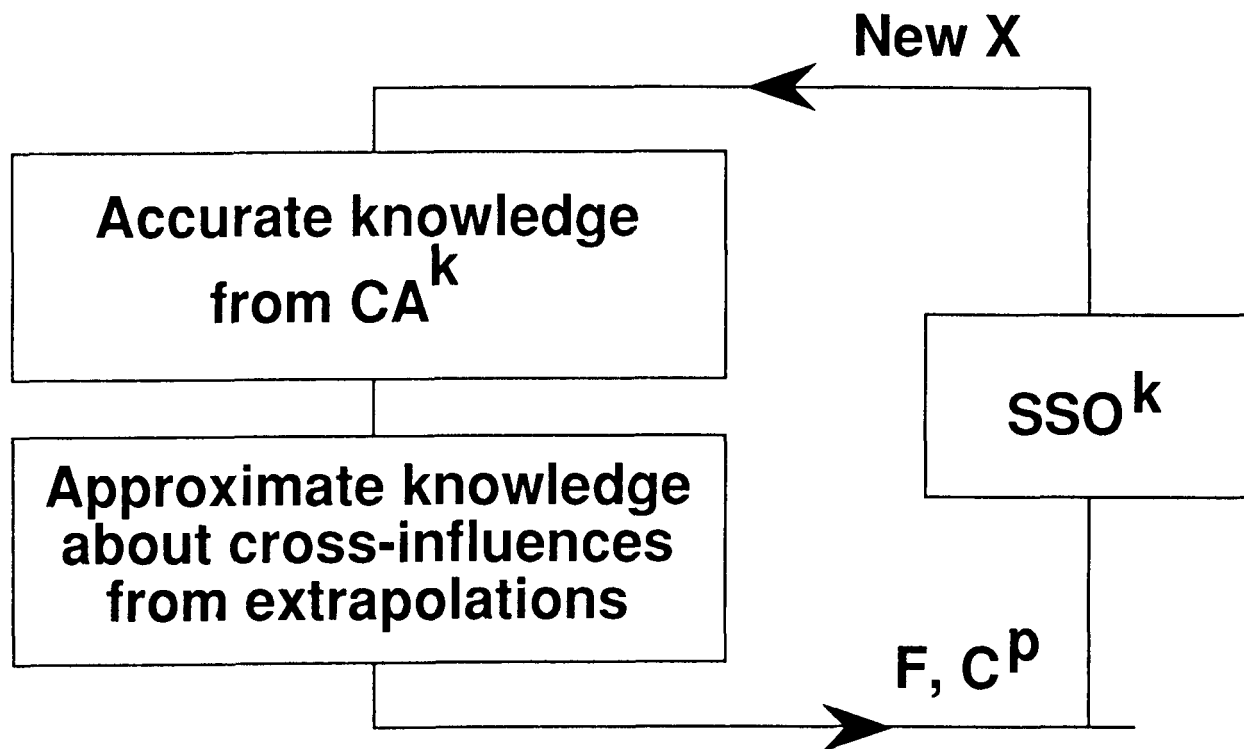 New X
Accurate knowledge
from CA^k
SSO^k
Approximate knowledge
about cross-influences
from extrapolations
F, C^p